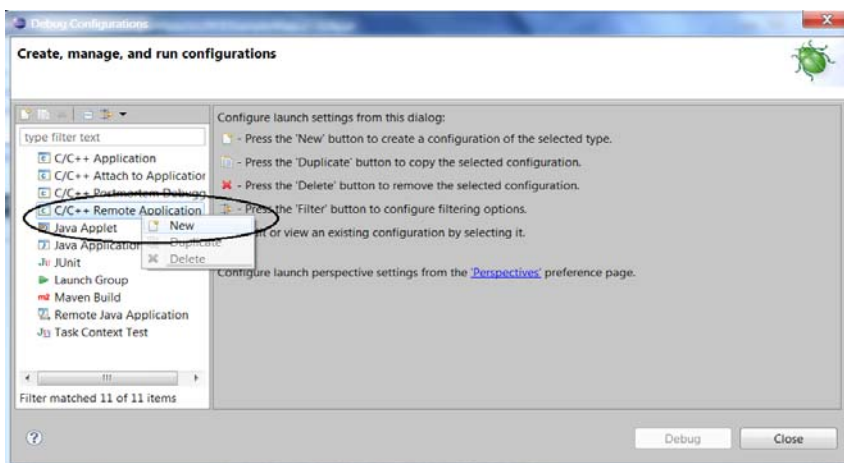 Debug Configurations
Create, manage, and run configurations
type filter text
C/C++ Application
C/C++ Attach to Application
C/C++ Postmortem Debugg
C/C++ Remote Application
Java Applet
Java Application
JUnit
Launch Group
Maven Build
Remote Java Application
Task Context Test
Filter matched 11 of 11 items
New
Duplicate
Delete
Configure launch settings from this dialog:
- Press the 'New' button to create a configuration of the selected type.
- Press the 'Duplicate' button to copy the selected configuration.
- Press the 'Delete' button to remove the selected configuration.
- Press the 'Filter' button to configure filtering options.
or view an existing configuration by selecting it.
Configure launch perspective settings from the 'Perspectives' preference page.
Debug
Close